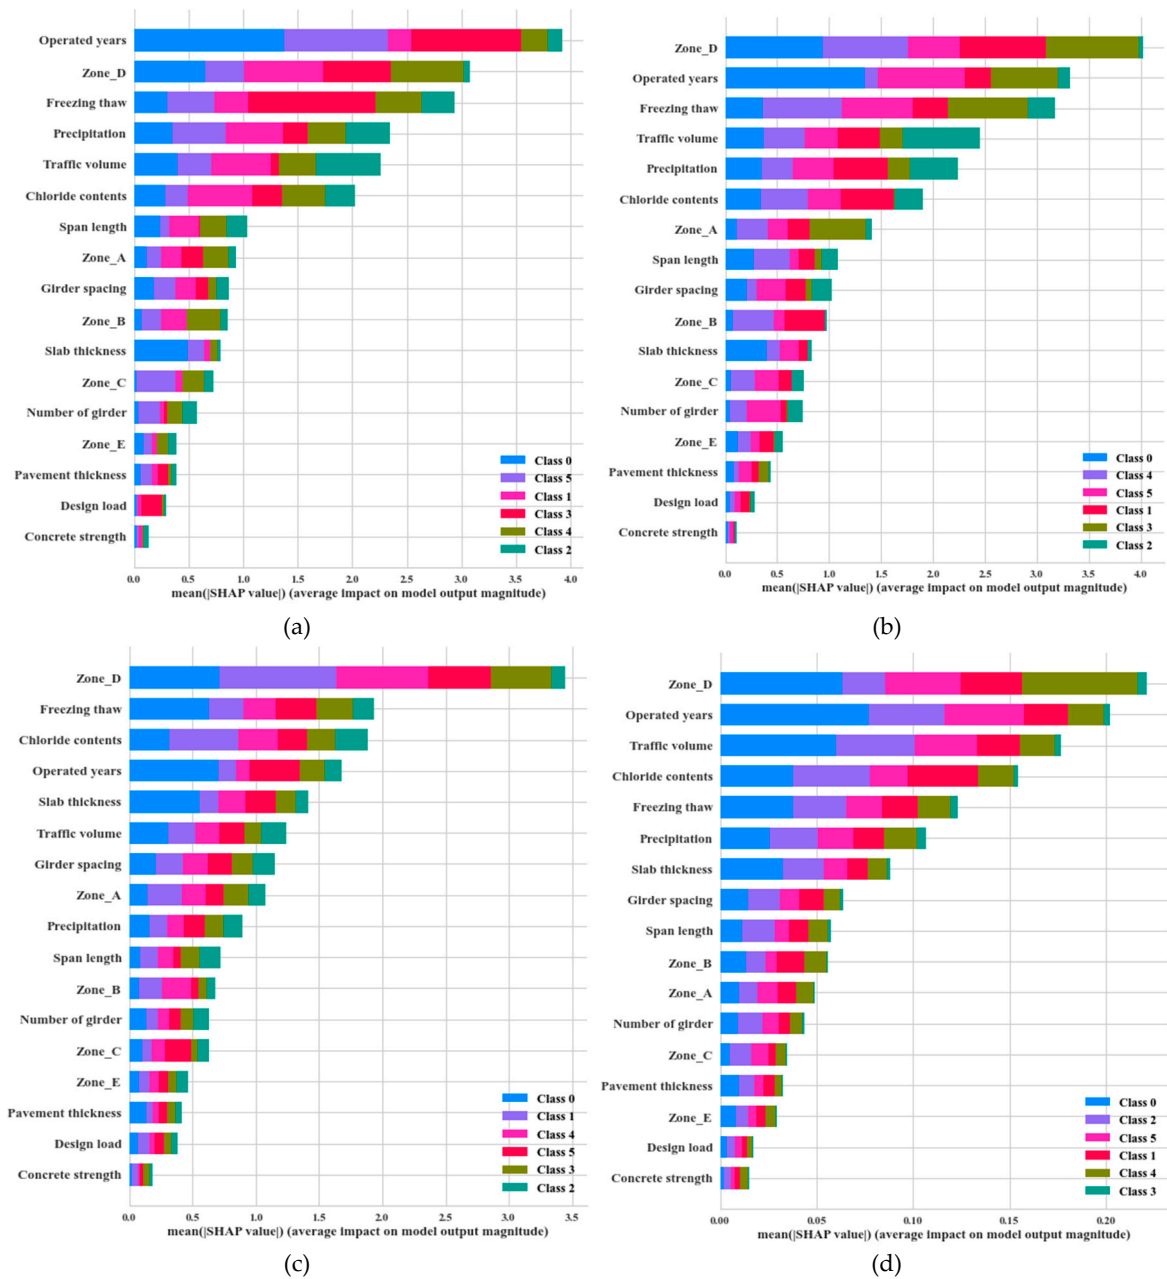 Operated years
Zone_D
Freezing thaw
Precipitation
Traffic volume
Chloride contents
Span length
Zone_A
Girder spacing
Zone_B
Slab thickness
Zone_C
Number of girder
Zone_E
Pavement thickness
Design load
Concrete strength
Class 0
Class 5
Class 1
Class 3
Class 4
Class 2
0.0 0.5 1.0 1.5 2.0 2.5 3.0 3.5 4.0
mean(|SHAP value|) (average impact on model output magnitude)
(a)
Zone_D
Operated years
Freezing thaw
Traffic volume
Precipitation
Chloride contents
Zone_A
Span length
Girder spacing
Zone_B
Slab thickness
Zone_C
Number of girder
Zone_E
Pavement thickness
Design load
Concrete strength
Class 0
Class 4
Class 5
Class 1
Class 3
Class 2
0.0 0.5 1.0 1.5 2.0 2.5 3.0 3.5 4.0
mean(|SHAP value|) (average impact on model output magnitude)
(b)
Zone_D
Freezing thaw
Chloride contents
Operated years
Slab thickness
Traffic volume
Girder spacing
Zone_A
Precipitation
Span length
Zone_B
Number of girder
Zone_C
Zone_E
Pavement thickness
Design load
Concrete strength
Class 0
Class 1
Class 4
Class 5
Class 3
Class 2
0.0 0.5 1.0 1.5 2.0 2.5 3.0 3.5
mean(|SHAP value|) (average impact on model output magnitude)
(c)
Zone_D
Operated years
Traffic volume
Chloride contents
Freezing thaw
Precipitation
Slab thickness
Girder spacing
Span length
Zone_B
Zone_A
Number of girder
Zone_C
Pavement thickness
Zone_E
Design load
Concrete strength
Class 0
Class 2
Class 5
Class 1
Class 4
Class 3
0.00 0.05 0.10 0.15 0.20
mean(|SHAP value|) (average impact on model output magnitude)
(d)